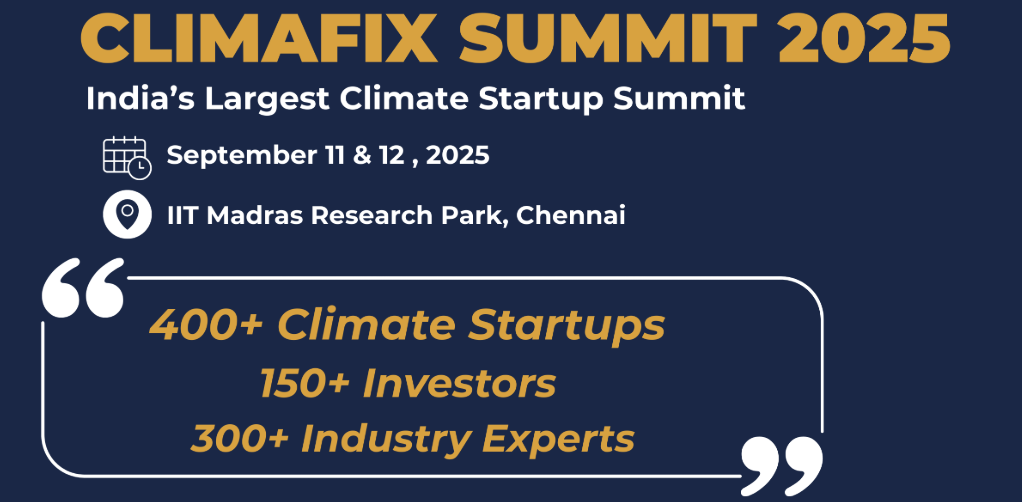 CLIMAFIX SUMMIT 2025
India’s Largest Climate Startup Summit
September 11 & 12 , 2025
IIT Madras Research Park, Chennai
“
400+ Climate Startups
150+ Investors
300+ Industry Experts
”